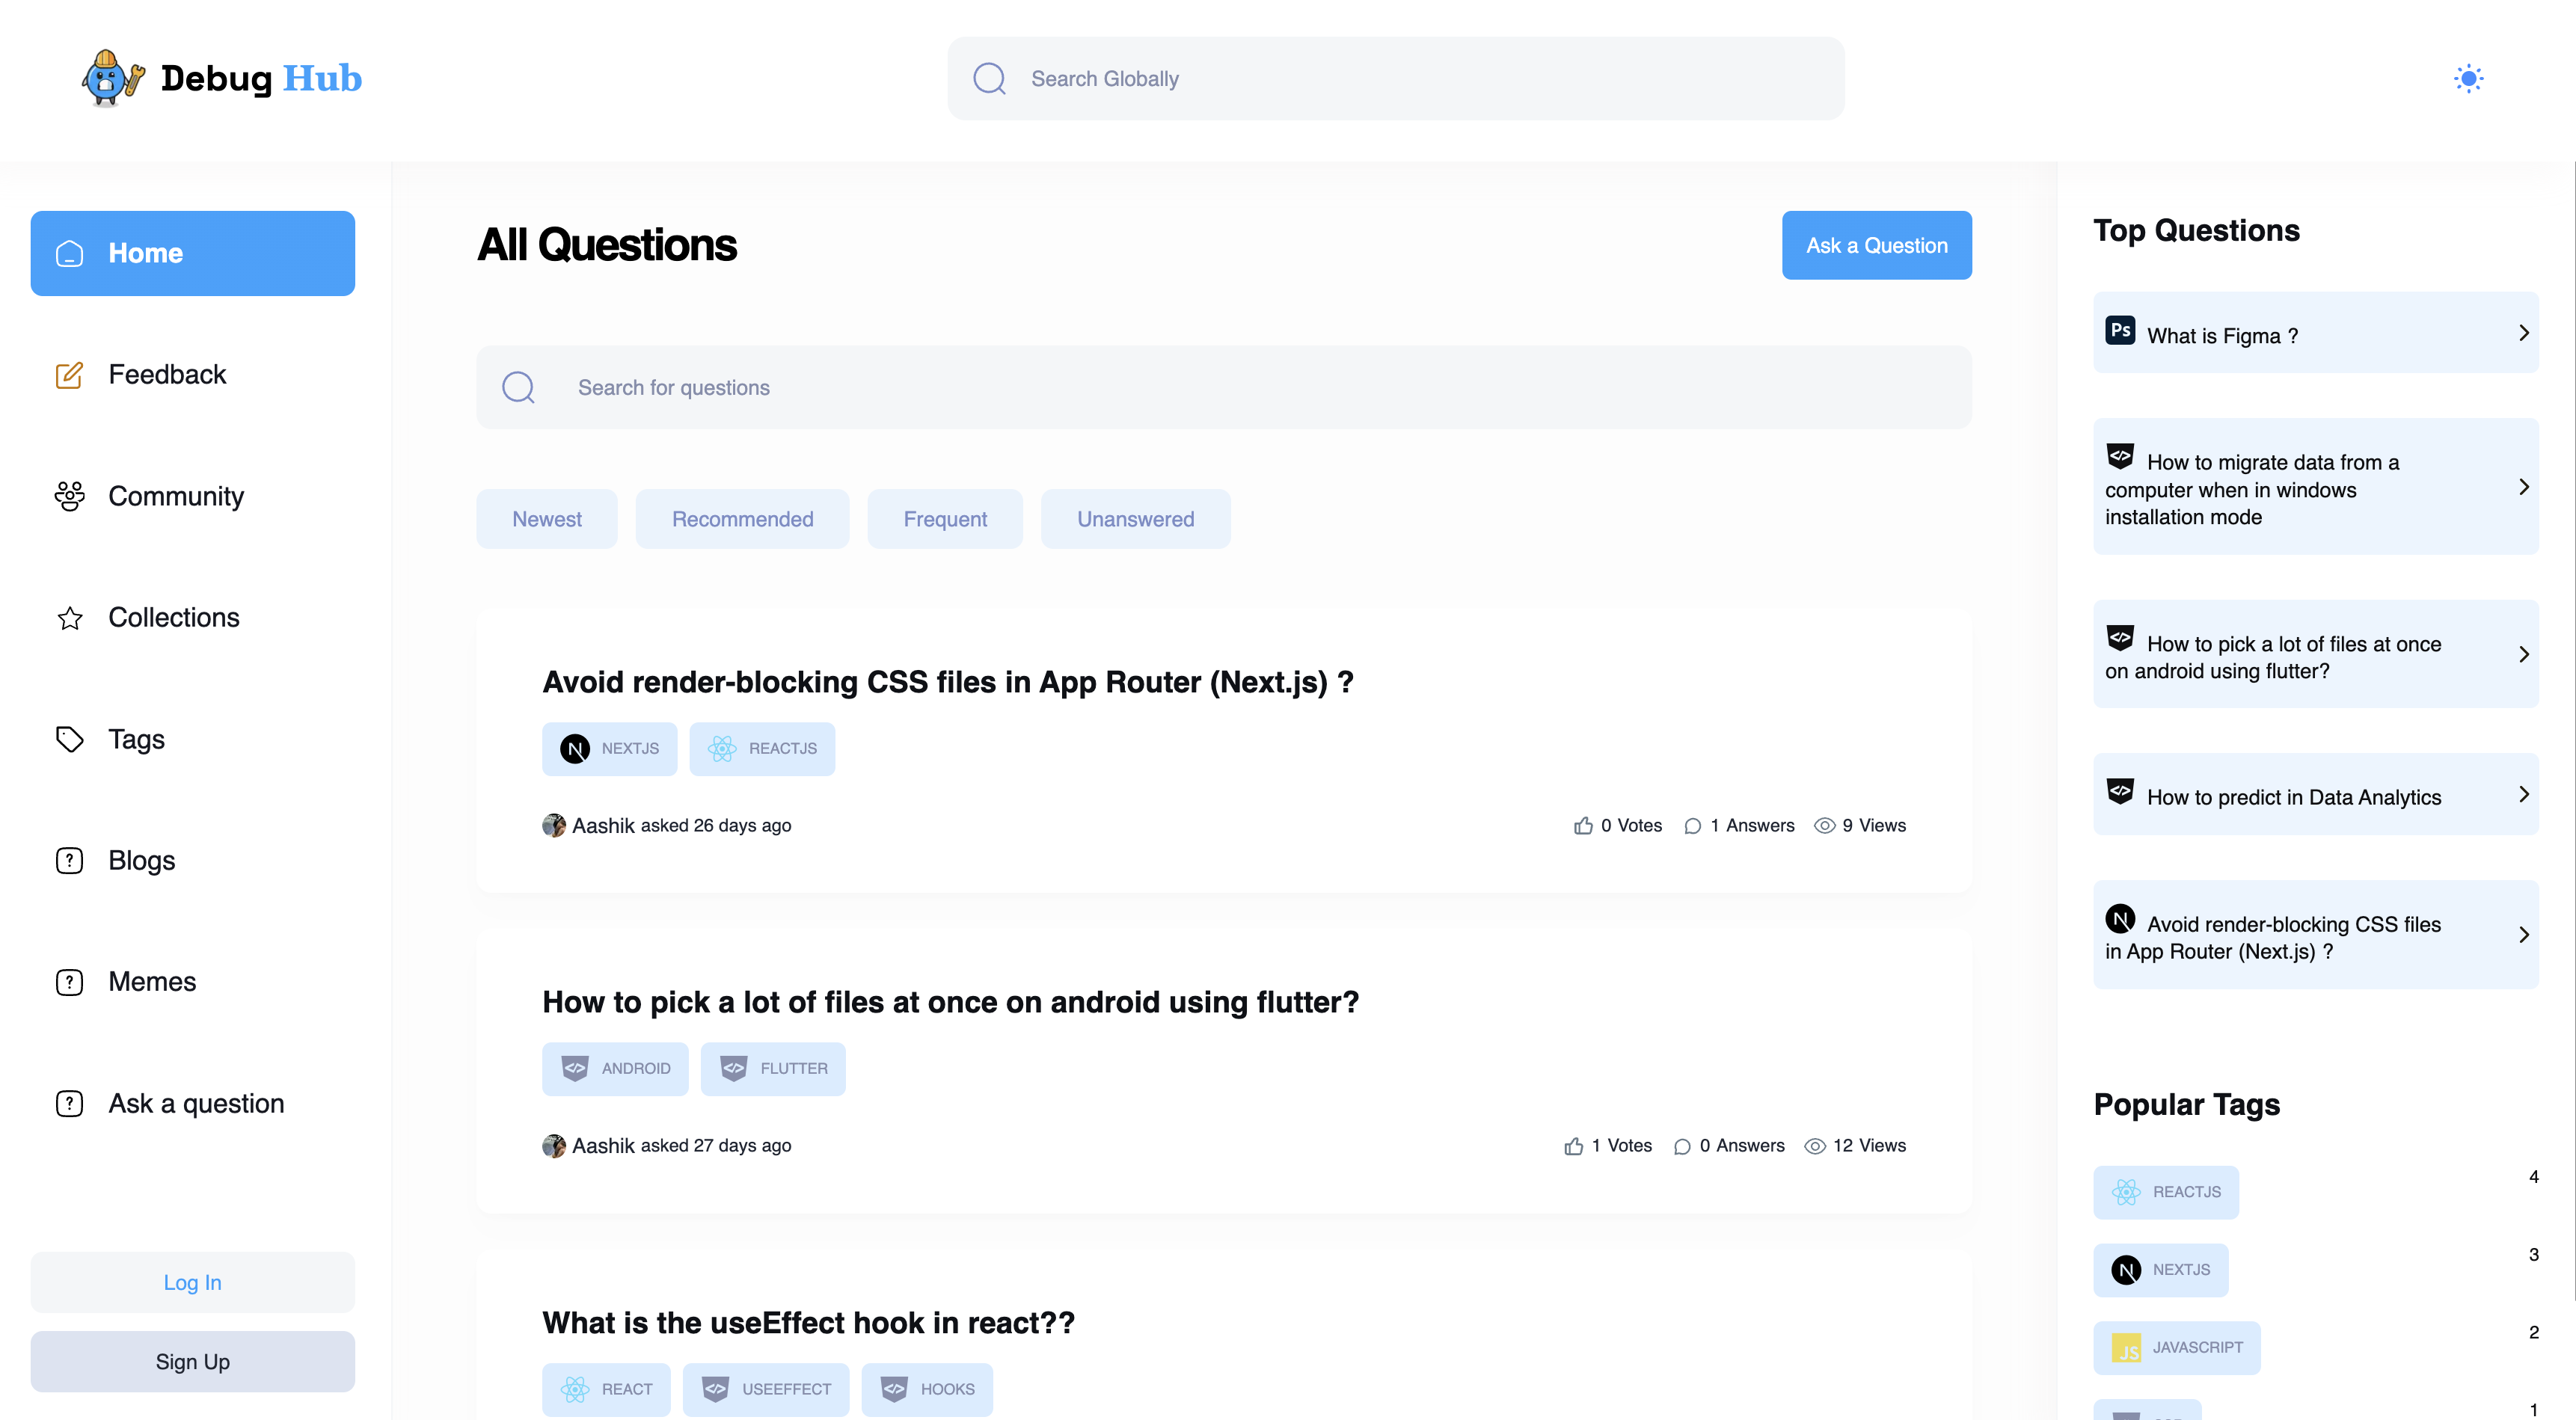 Debug Hub
Search Globally
Home
Feedback
Community
Collections
Tags
Blogs
Memes
Ask a question
Log In
Sign Up
All Questions
Ask a Question
Search for questions
Newest
Recommended
Frequent
Unanswered
Avoid render-blocking CSS files in App Router (Next.js) ?
N NEXTJS
REACTJS
Aashik asked 26 days ago
0 Votes
1 Answers
9 Views
How to pick a lot of files at once on android using flutter?
</> ANDROID
</> FLUTTER
Aashik asked 27 days ago
1 Votes
0 Answers
12 Views
What is the useEffect hook in react??
REACT
</> USEEFFECT
</> HOOKS
Top Questions
Ps What is Figma ?
</> How to migrate data from a
computer when in windows
installation mode
</> How to pick a lot of files at once
on android using flutter?
</> How to predict in Data Analytics
N Avoid render-blocking CSS files
in App Router (Next.js) ?
Popular Tags
REACTJS
4
N NEXTJS
3
JS JAVASCRIPT
2
1